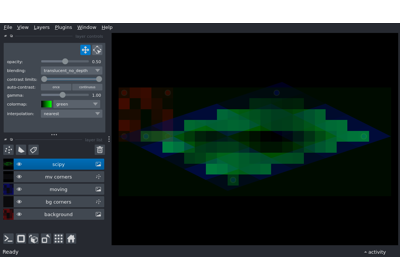 File View Layers Plugins Window Help
opacity: 0.50
blending: translucent_no_depth
contrast limits:
auto-contrast: once continuous
gamma: 1.00
colormap: green
interpolation: nearest
scipy
mv corners
moving
bg corners
background
Ready
activity